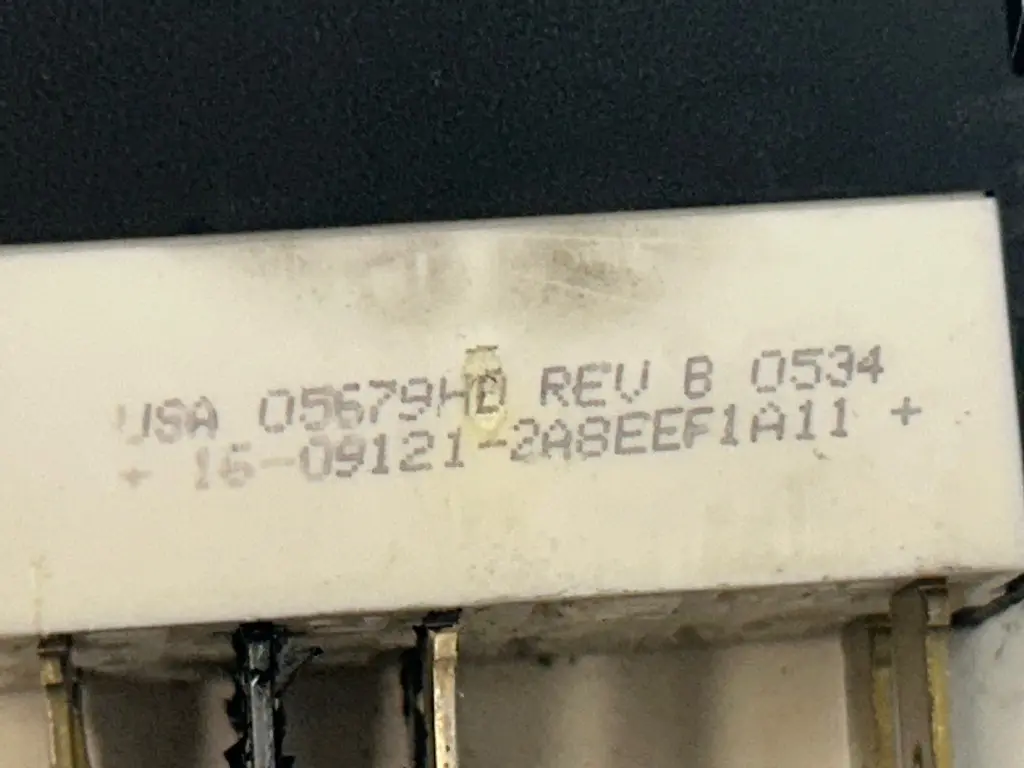 USA 05679HD REV B 0534
+ 16-09121-2A8EEF1A11 +